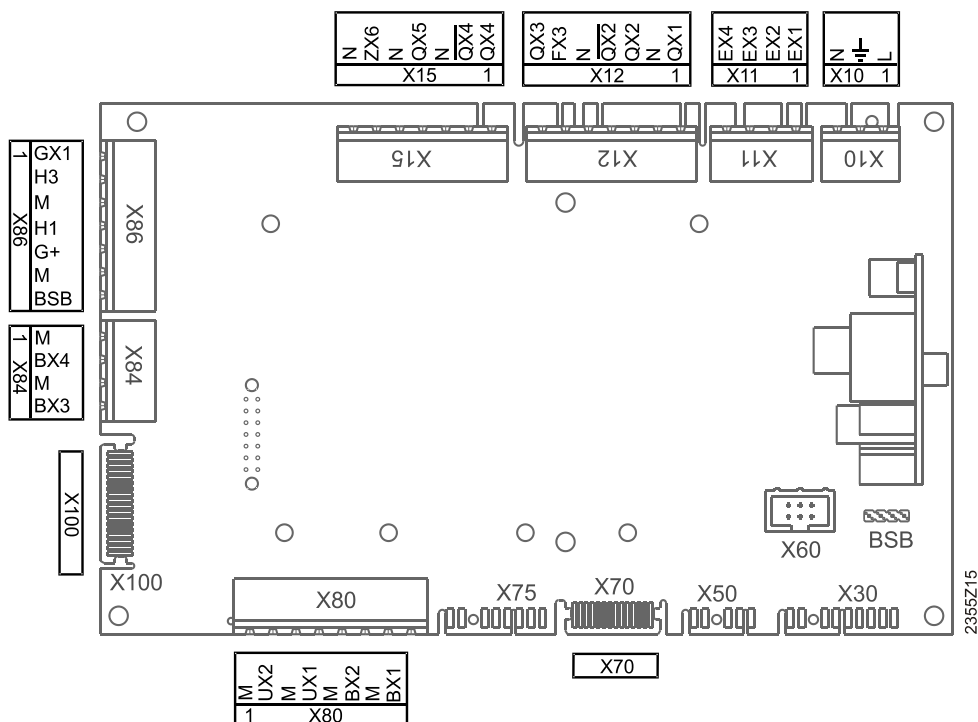 N ZX6 N QX5 N QX4 QX4
X15 1
QX3 FX3 N QX2 QX2 N QX1
X12 1
EX4 EX3 EX2 EX1
X11 1
N L
X10 1
X15
X12
X11
X10
1 X86
GX1
H3
M
H1
G+
M
BSB
X86
1 X84
M
BX4
M
BX3
X84
X100
X100
X60
BSB
X80
X75
X70
X50
X30
M UX2 M UX1 M BX2 M BX1
1 X80
X70
2355Z15